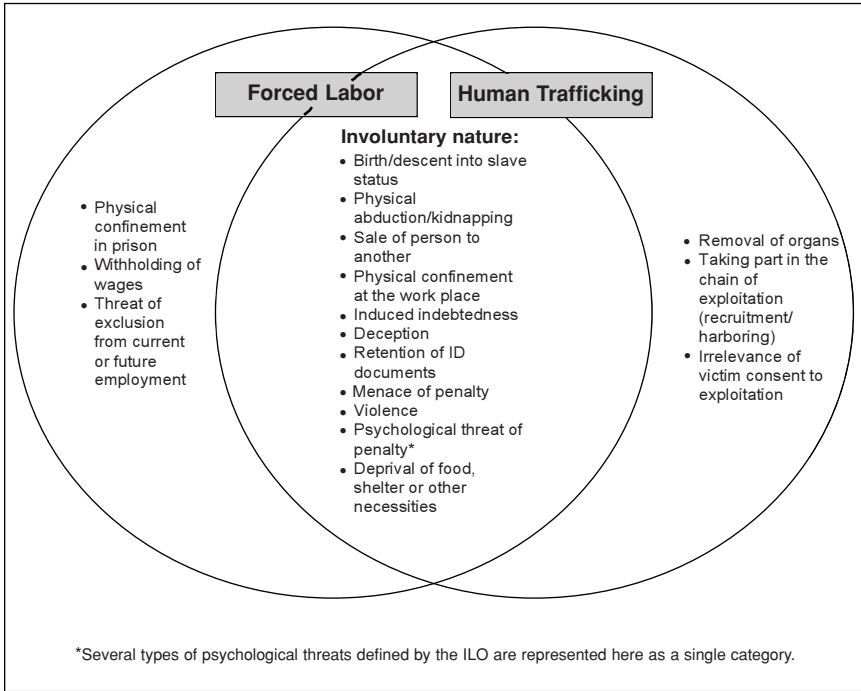 Forced Labor
Human Trafficking
• Physical
confinement
in prison
• Withholding of
wages
• Threat of
exclusion
from current
or future
employment
Involuntary nature:
• Birth/descent into slave
status
• Physical
abduction/kidnapping
• Sale of person to
another
• Physical confinement
at the work place
• Induced indebtedness
• Deception
• Retention of ID
documents
• Menace of penalty
• Violence
• Psychological threat of
penalty*
• Deprival of food,
shelter or other
necessities
• Removal of organs
• Taking part in the
chain of
exploitation
(recruitment/
harboring)
• Irrelevance of
victim consent to
exploitation
*Several types of psychological threats defined by the ILO are represented here as a single category.